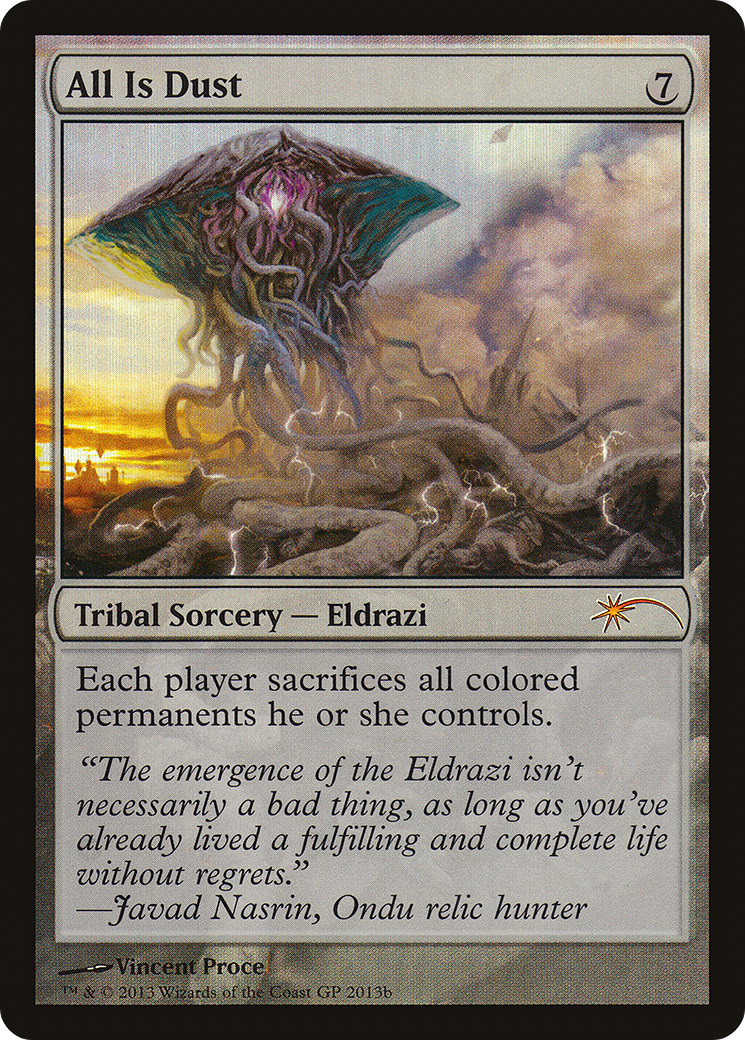 All Is Dust
7
Tribal Sorcery — Eldrazi
Each player sacrifices all colored
permanents he or she controls.
“The emergence of the Eldrazi isn’t
necessarily a bad thing, as long as you’ve
already lived a fulfilling and complete life
without regrets.”
—Javad Nasrin, Ondu relic hunter
Vincent Proce
™ & © 2013 Wizards of the Coast GP 2013b